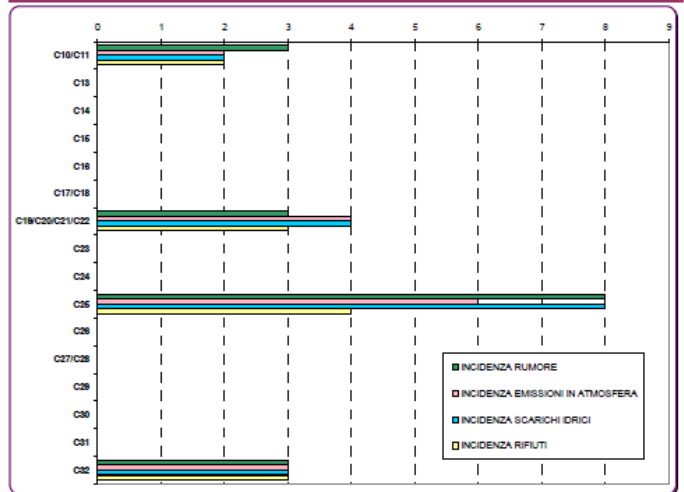 0 1 2 3 4 5 6 7 8 9
C10/C11
C13
C14
C15
C16
C17/C18
C19/C20/C21/C22
C23
C24
C25
C26
C27/C28
C29
C30
C31
C32
INCIDENZA RUMORE
INCIDENZA EMISSIONI IN ATMOSFERA
INCIDENZA SCARICHI IDRICI
INCIDENZA RIFIUTI